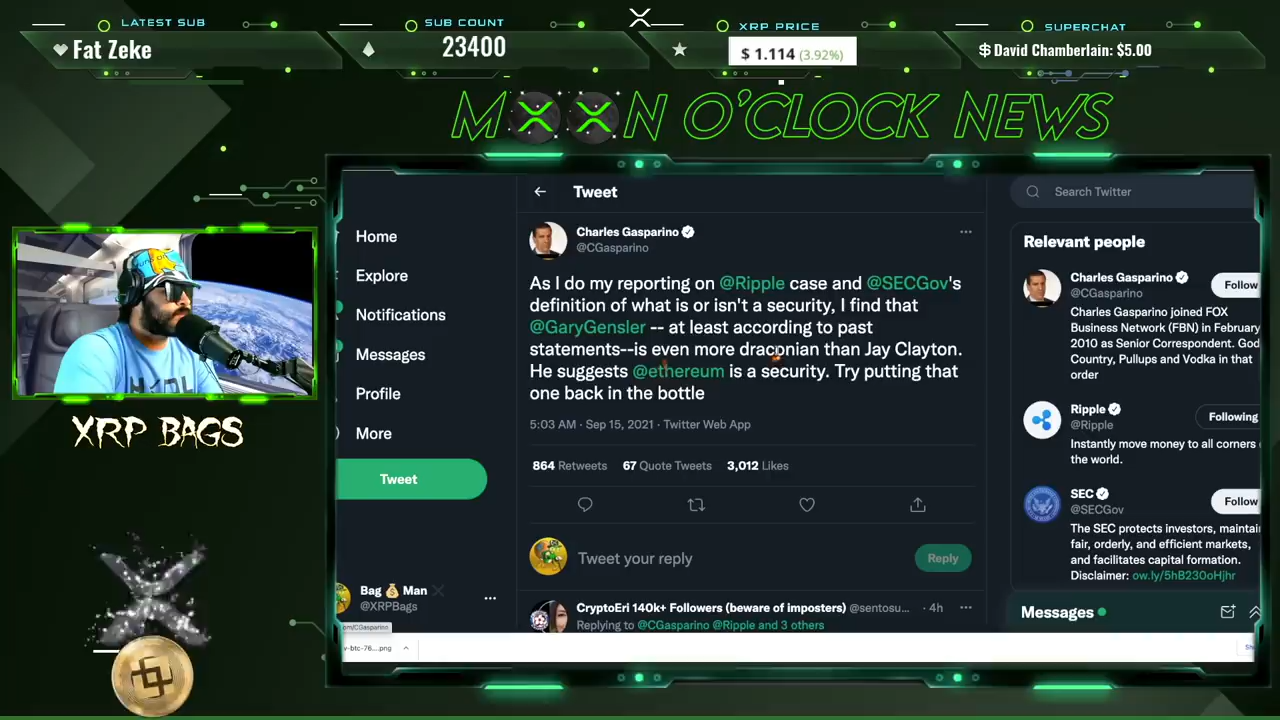 LATEST SUB
Fat Zeke
SUB COUNT
23400
XRP PRICE
$ 1.114 (3.92%)
SUPERCHAT
David Chamberlain: $5.00
MOON O'CLOCK NEWS
XRP BAGS
Home
Explore
Notifications
Messages
Profile
More
Tweet
Bag 💰 Man
@XRPBags
com/CGasparino
v-btc-76...png
Tweet
Charles Gasparino
@CGasparino
As I do my reporting on @Ripple case and @SECGov's
definition of what is or isn't a security, I find that
@GaryGensler -- at least according to past
statements--is even more draconian than Jay Clayton.
He suggests @ethereum is a security. Try putting that
one back in the bottle
5:03 AM · Sep 15, 2021 · Twitter Web App
864 Retweets 67 Quote Tweets 3,012 Likes
Tweet your reply
Reply
CryptoEri 140k+ Followers (beware of imposters) @sentosu... · 4h
Replying to @CGasparino @Ripple and 3 others
Search Twitter
Relevant people
Charles Gasparino
@CGasparino
Follow
Charles Gasparino joined FOX
Business Network (FBN) in February
2010 as Senior Correspondent. God
Country, Pullups and Vodka in that
order
Ripple
@Ripple
Following
Instantly move money to all corners
the world.
SEC
@SECGov
Follow
The SEC protects investors, maintai
fair, orderly, and efficient markets,
and facilitates capital formation.
Disclaimer: ow.ly/5hB23OoHjhr
Messages